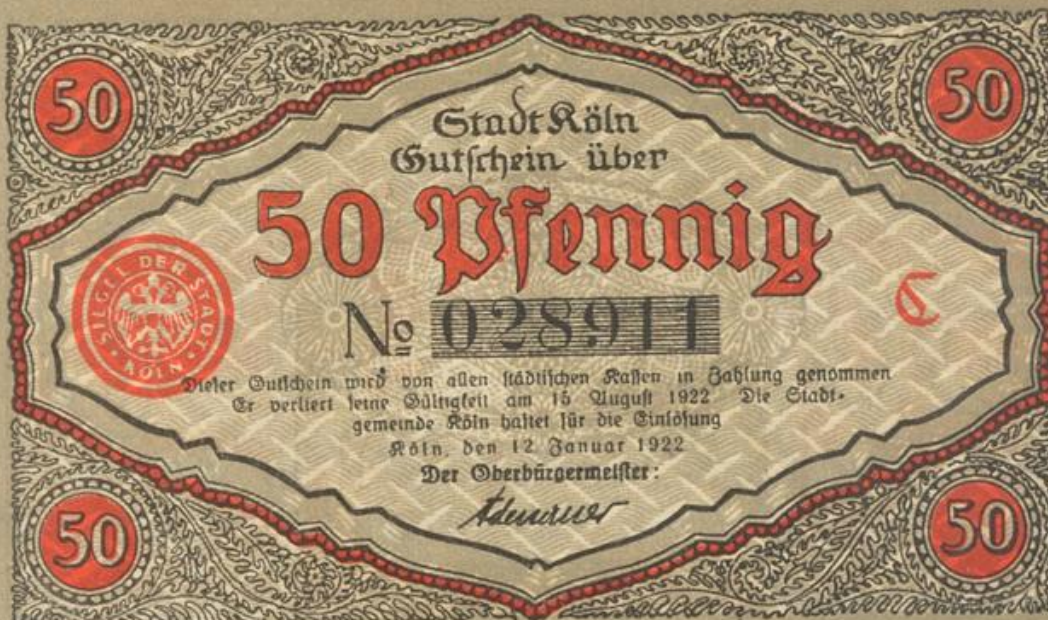 50 50
Stadt Köln
Gutschein über
50 Pfennig
SIEGEL DER STADT KÖLN
C
No 028911
Dieser Gutschein wird von allen städtischen Kassen in Zahlung genommen
Er verliert seine Gültigkeit am 15 August 1922 Die Stadt-
gemeinde Köln haftet für die Einlösung
Köln, den 12 Januar 1922
Der Oberbürgermeister:
Adenauer
50 50